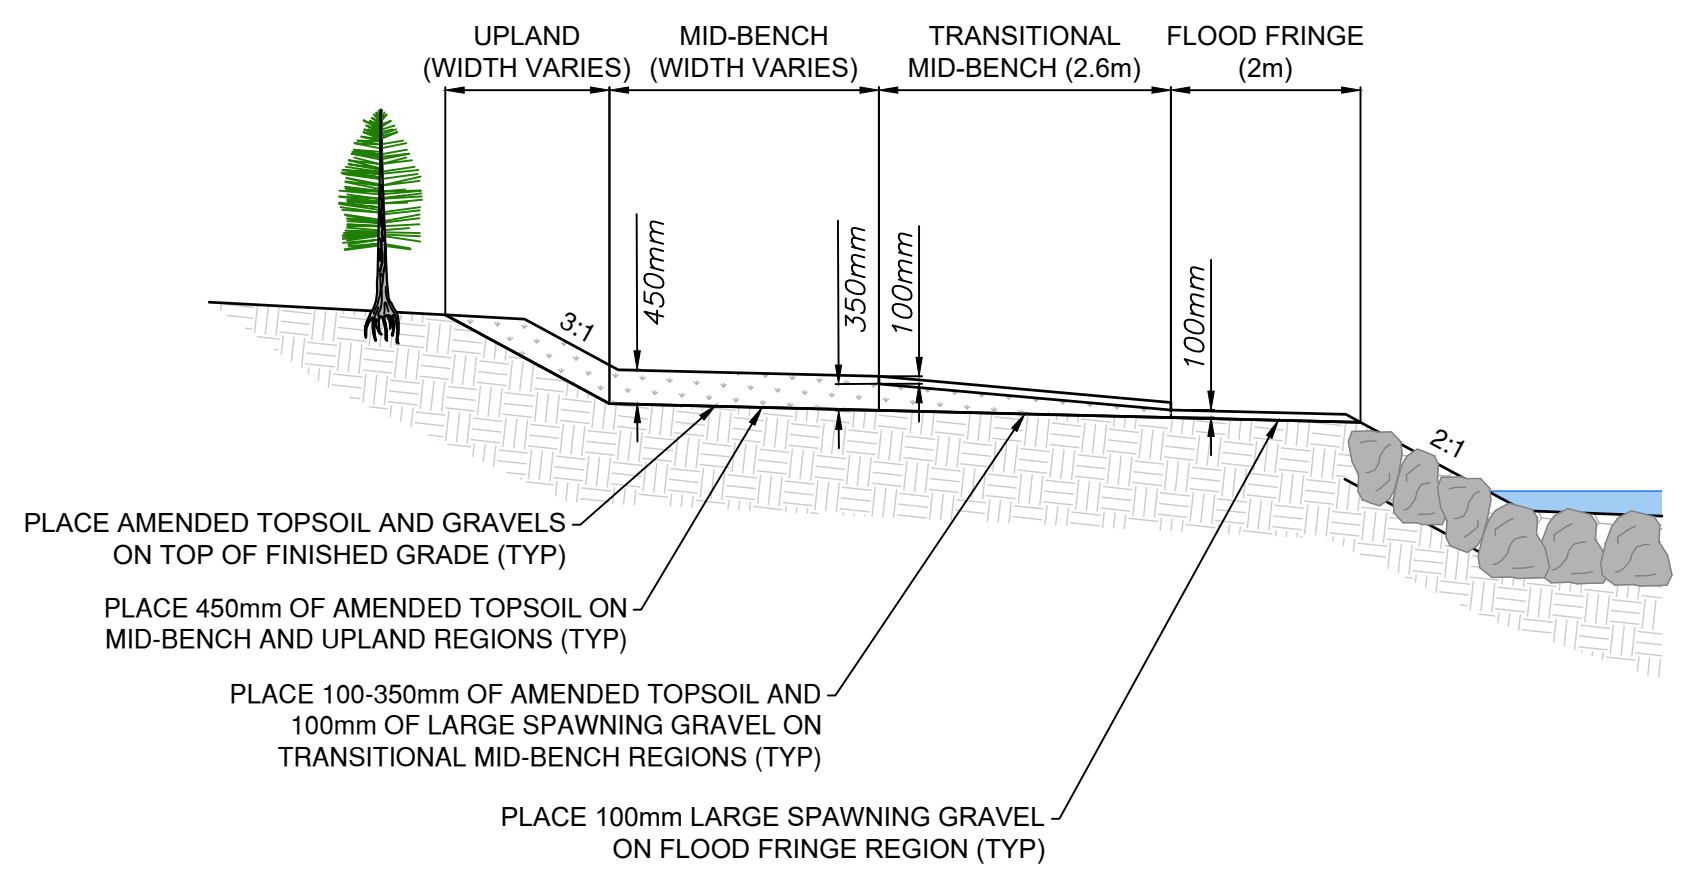 UPLAND
(WIDTH VARIES)
MID-BENCH
(WIDTH VARIES)
TRANSITIONAL
MID-BENCH (2.6m)
FLOOD FRINGE
(2m)
450mm
350mm
100mm
100mm
3:1
2:1
PLACE AMENDED TOPSOIL AND GRAVELS
ON TOP OF FINISHED GRADE (TYP)
PLACE 450mm OF AMENDED TOPSOIL ON
MID-BENCH AND UPLAND REGIONS (TYP)
PLACE 100-350mm OF AMENDED TOPSOIL AND
100mm OF LARGE SPAWNING GRAVEL ON
TRANSITIONAL MID-BENCH REGIONS (TYP)
PLACE 100mm LARGE SPAWNING GRAVEL
ON FLOOD FRINGE REGION (TYP)